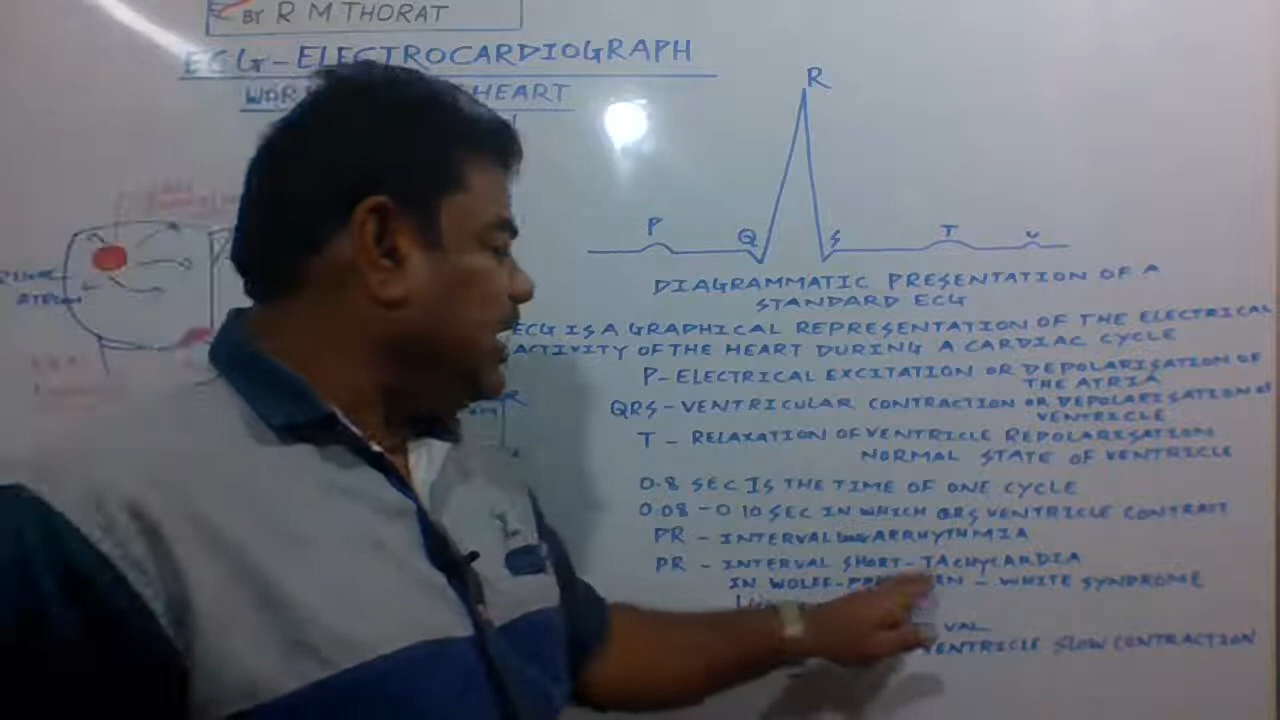 BY R M THORAT
ECG-ELECTROCARDIOGRAPH
HEART
R
P
Q
S
T
U
DIAGRAMMATIC PRESENTATION OF A
STANDARD ECG
ECG IS A GRAPHICAL REPRESENTATION OF THE ELECTRICAL
ACTIVITY OF THE HEART DURING A CARDIAC CYCLE
P-ELECTRICAL EXCITATION OR DEPOLARISATION OF
THE ATRIA
QRS-VENTRICULAR CONTRACTION OR DEPOLARISATION OF
VENTRICLE
T - RELAXATION OF VENTRICLE REPOLARISATION
NORMAL STATE OF VENTRICLE
0.8 SEC IS THE TIME OF ONE CYCLE
0.08-0.10 SEC IN WHICH QRS VENTRICLE CONTRACT
PR - INTERVAL long ARRHYTHMIA
PR - INTERVAL SHORT-TACHYCARDIA
IN WOLFF- - WHITE SYNDROME
VAL
VENTRICLE SLOW CONTRACTION
R